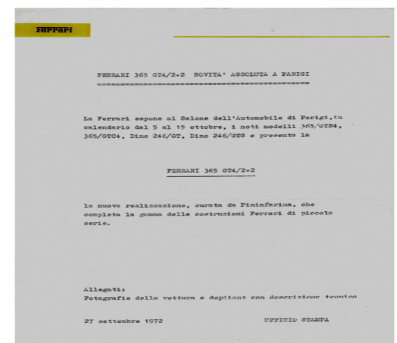 Ferrari
FERRARI 365 GT4/2+2 NOVITA' ASSOLUTA A PARIGI
La Ferrari espone al Salone dell'Automobile di Parigi,in
calendario dal 5 al 15 ottobre, i noti modelli 365/GTB4,
365/GTC4, Dino 246/GT, Dino 246/GTS e presenta la
FERRARI 365 GT4/2+2
la nuova realizzazione, curata da Pininfarina, che
completa la gamma delle costruzioni Ferrari di piccola
serie.
Allegati:
Fotografie della vettura e depliant con descrizione tecnica
27 settembre 1972 UFFICIO STAMPA